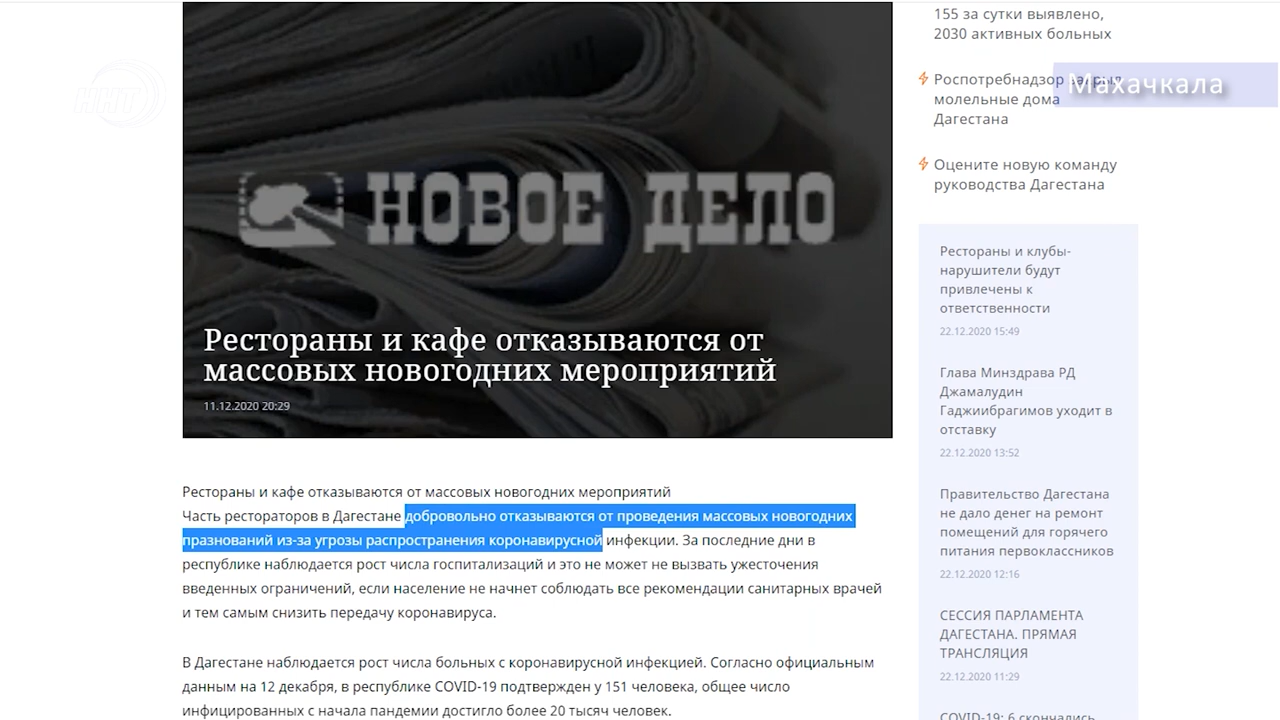 ННТ
НОВОЕ ДЕЛО
Рестораны и кафе отказываются от
массовых новогодних мероприятий
11.12.2020 20:29
Рестораны и кафе отказываются от массовых новогодних мероприятий
Часть рестораторов в Дагестане добровольно отказываются от проведения массовых новогодних
празнований из-за угрозы распространения коронавирусной инфекции. За последние дни в
республике наблюдается рост числа госпитализаций и это не может не вызвать ужесточения
введенных ограничений, если население не начнет соблюдать все рекомендации санитарных врачей
и тем самым снизить передачу коронавируса.
В Дагестане наблюдается рост числа больных с коронавирусной инфекцией. Согласно официальным
данным на 12 декабря, в республике COVID-19 подтвержден у 151 человека, общее число
инфицированных с начала пандемии достигло более 20 тысяч человек.
155 за сутки выявлено,
2030 активных больных
Роспотребнадзор
Махачкала
молельные дома
Дагестана
Оцените новую команду
руководства Дагестана
Рестораны и клубы-
нарушители будут
привлечены к
ответственности
22.12.2020 15:49
Глава Минздрава РД
Джамалудин
Гаджиибрагимов уходит в
отставку
22.12.2020 13:52
Правительство Дагестана
не дало денег на ремонт
помещений для горячего
питания первоклассников
22.12.2020 12:16
СЕССИЯ ПАРЛАМЕНТА
ДАГЕСТАНА. ПРЯМАЯ
ТРАНСЛЯЦИЯ
22.12.2020 11:29
COVID-19: 6 скончались